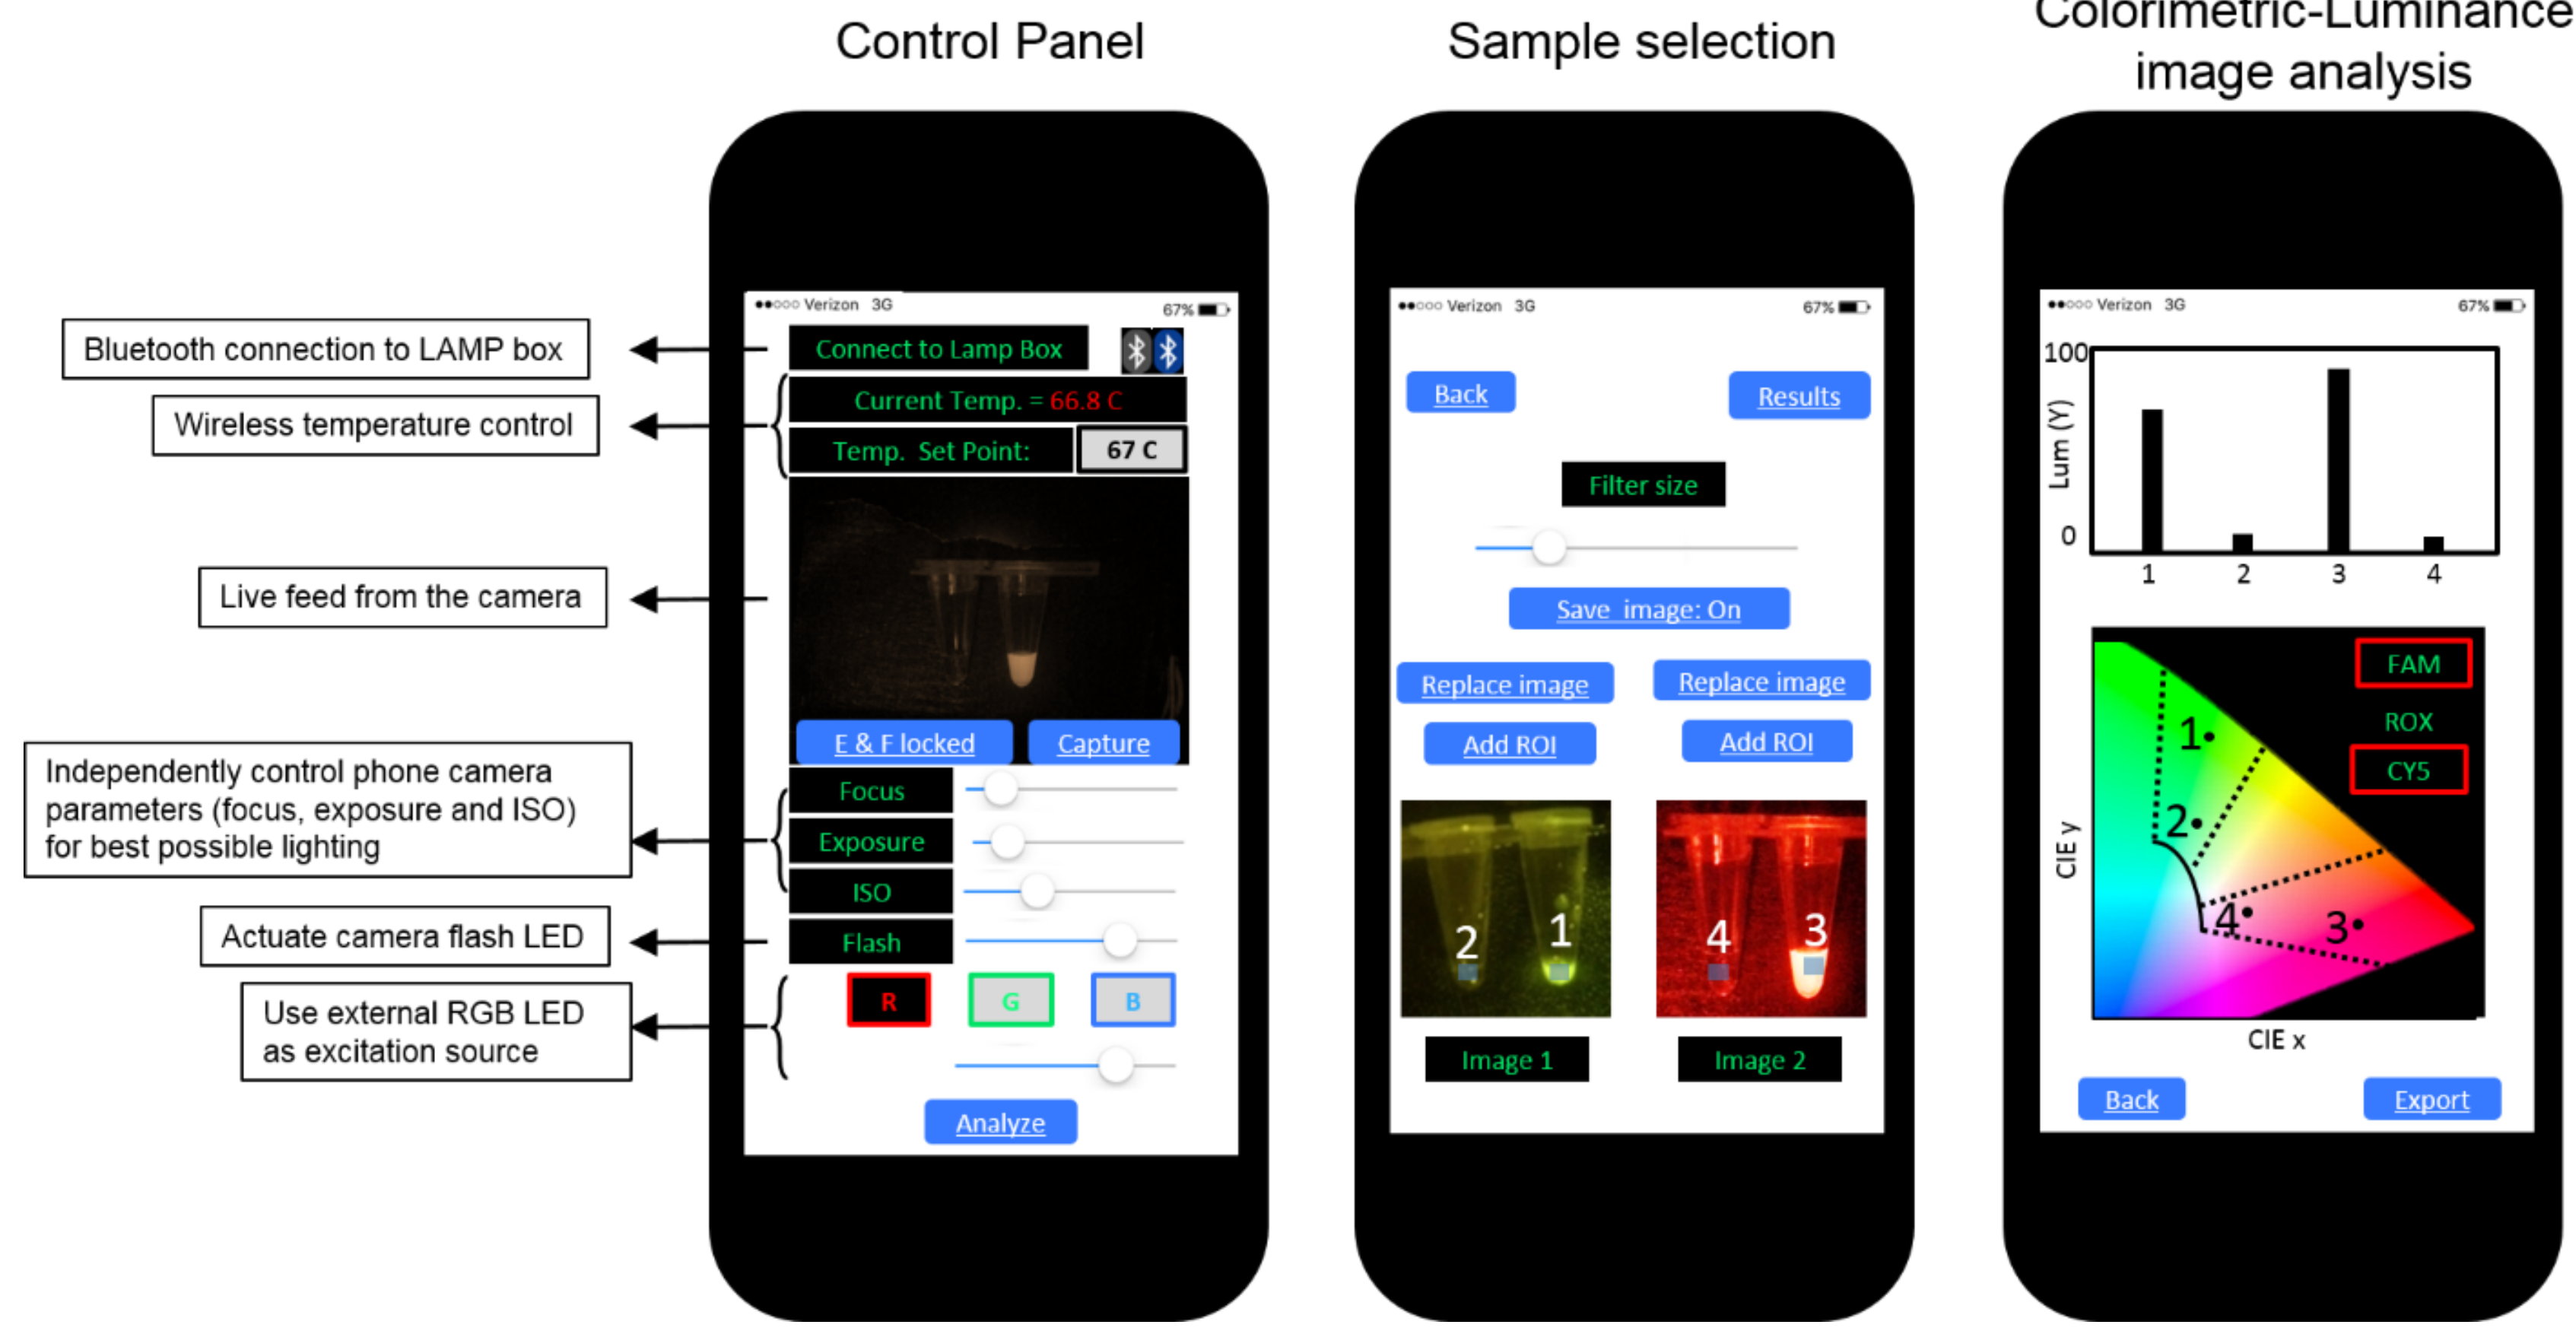 Control Panel
Sample selection
Colorimetric-Luminance
image analysis
Bluetooth connection to LAMP box
Wireless temperature control
Live feed from the camera
Independently control phone camera
parameters (focus, exposure and ISO)
for best possible lighting
Actuate camera flash LED
Use external RGB LED
as excitation source
Verizon 3G 67%
Connect to Lamp Box
Current Temp. = 66.8 C
Temp. Set Point: 67 C
E & F locked Capture
Focus
Exposure
ISO
Flash
R G B
Analyze
Verizon 3G 67%
Back Results
Filter size
Save image: On
Replace image Replace image
Add ROI Add ROI
2 1 4 3
Image 1 Image 2
Verizon 3G 67%
100
Lum (Y)
0
1 2 3 4
FAM
ROX
CY5
1
2
4 3
CIE y
CIE x
Back Export